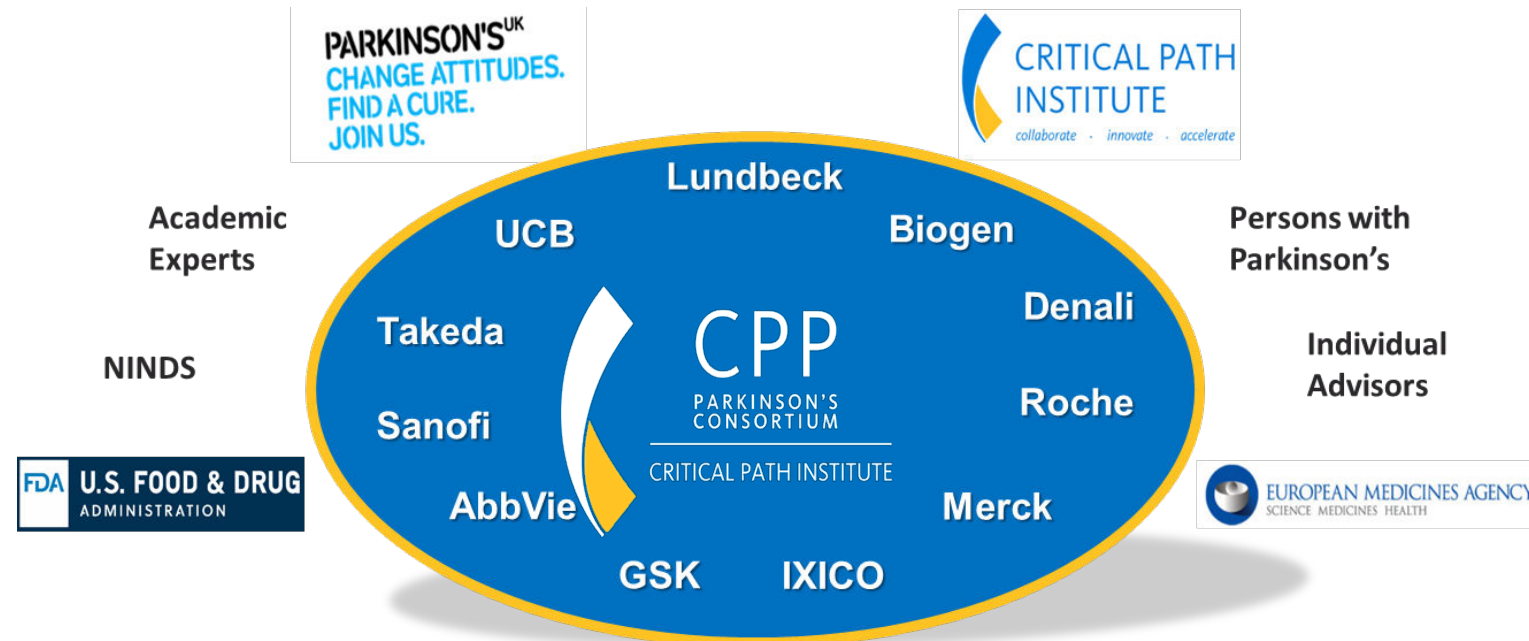 PARKINSON'S UK
CHANGE ATTITUDES.
FIND A CURE.
JOIN US.
CRITICAL PATH
INSTITUTE
collaborate · innovate · accelerate
Academic
Experts
NINDS
FDA U.S. FOOD & DRUG
ADMINISTRATION
Lundbeck
UCB
Biogen
Takeda
Denali
Sanofi
Roche
AbbVie
Merck
GSK
IXICO
CPP
PARKINSON'S
CONSORTIUM
CRITICAL PATH INSTITUTE
Persons with
Parkinson’s
Individual
Advisors
EUROPEAN MEDICINES AGENCY
SCIENCE MEDICINES HEALTH